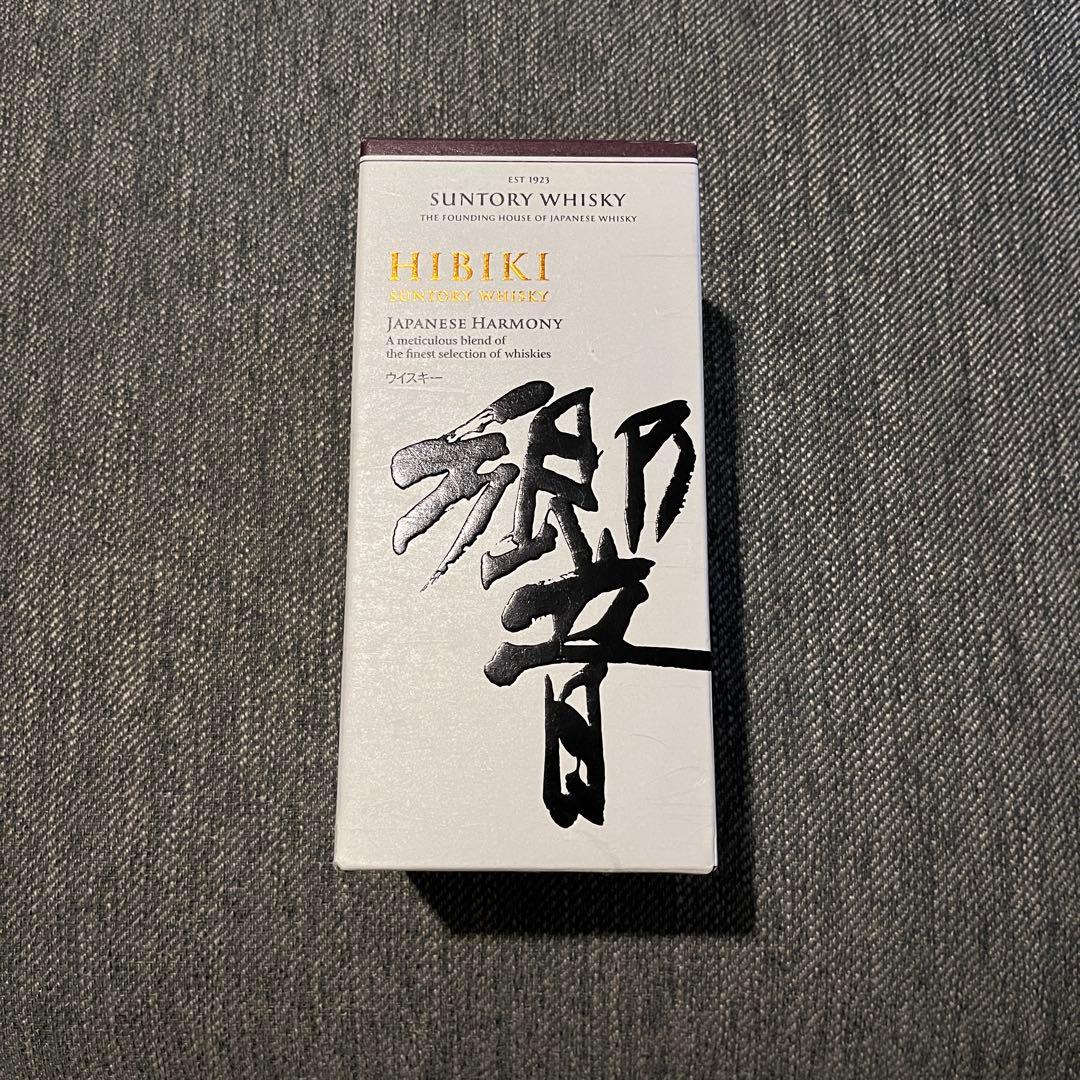 EST 1923
SUNTORY WHISKY
THE FOUNDING HOUSE OF JAPANESE WHISKY
HIBIKI
SUNTORY WHISKY
JAPANESE HARMONY
A meticulous blend of
the finest selection of whiskies
ウイスキー
響